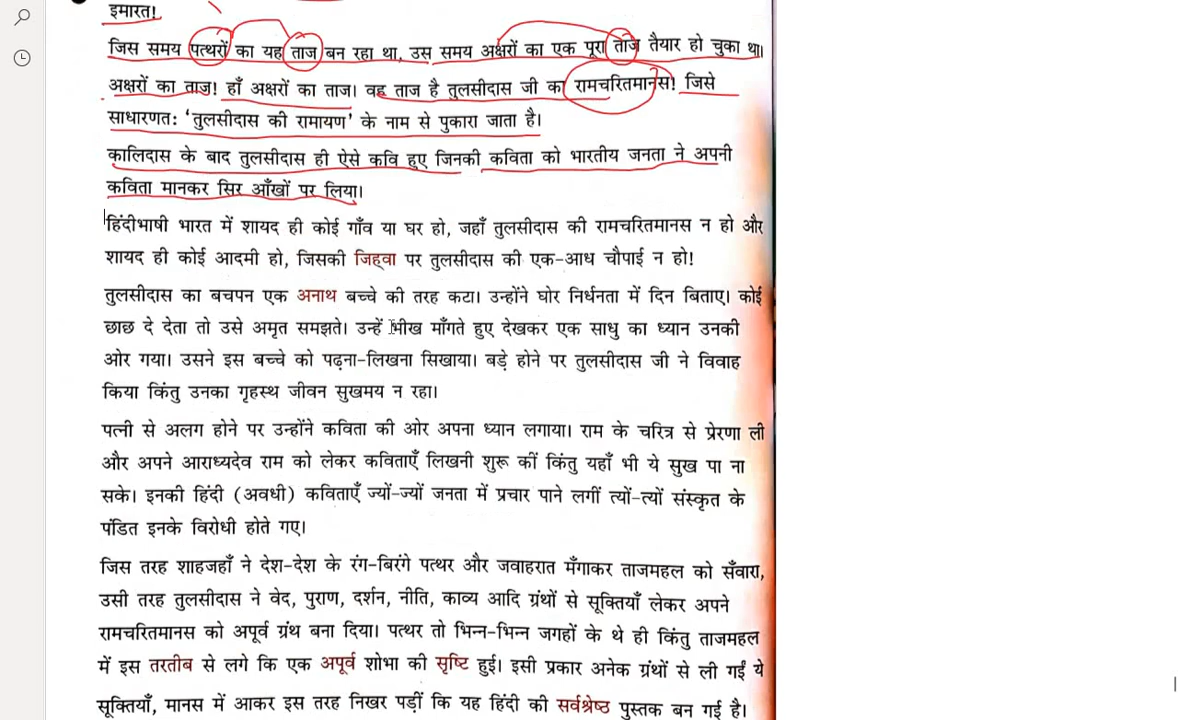 इमारत!
जिस समय पत्थरों का यह ताज बन रहा था, उस समय अक्षरों का एक पूरा ताज तैयार हो चुका था।
अक्षरों का ताज! हाँ अक्षरों का ताज। वह ताज है तुलसीदास जी का रामचरितमानस! जिसे
साधारणतः ‘तुलसीदास की रामायण’ के नाम से पुकारा जाता है।
कालिदास के बाद तुलसीदास ही ऐसे कवि हुए जिनकी कविता को भारतीय जनता ने अपनी
कविता मानकर सिर आँखों पर लिया।
हिंदीभाषी भारत में शायद ही कोई गाँव या घर हो, जहाँ तुलसीदास की रामचरितमानस न हो और
शायद ही कोई आदमी हो, जिसकी जिह्वा पर तुलसीदास की एक-आध चौपाई न हो!
तुलसीदास का बचपन एक अनाथ बच्चे की तरह कटा। उन्होंने घोर निर्धनता में दिन बिताए। कोई
छाछ दे देता तो उसे अमृत समझते। उन्हें भीख माँगते हुए देखकर एक साधु का ध्यान उनकी
ओर गया। उसने इस बच्चे को पढ़ना-लिखना सिखाया। बड़े होने पर तुलसीदास जी ने विवाह
किया किंतु उनका गृहस्थ जीवन सुखमय न रहा।
पत्नी से अलग होने पर उन्होंने कविता की ओर अपना ध्यान लगाया। राम के चरित्र से प्रेरणा ली
और अपने आराध्यदेव राम को लेकर कविताएँ लिखनी शुरू कीं किंतु यहाँ भी ये सुख पा ना
सके। इनकी हिंदी (अवधी) कविताएँ ज्यों-ज्यों जनता में प्रचार पाने लगीं त्यों-त्यों संस्कृत के
पंडित इनके विरोधी होते गए।
जिस तरह शाहजहाँ ने देश-देश के रंग-बिरंगे पत्थर और जवाहरात मँगाकर ताजमहल को सँवारा,
उसी तरह तुलसीदास ने वेद, पुराण, दर्शन, नीति, काव्य आदि ग्रंथों से सूक्तियाँ लेकर अपने
रामचरितमानस को अपूर्व ग्रंथ बना दिया। पत्थर तो भिन्न-भिन्न जगहों के थे ही किंतु ताजमहल
में इस तरतीब से लगे कि एक अपूर्व शोभा की सृष्टि हुई। इसी प्रकार अनेक ग्रंथों से ली गईं ये
सूक्तियाँ, मानस में आकर इस तरह निखर पड़ीं कि यह हिंदी की सर्वश्रेष्ठ पुस्तक बन गई है।